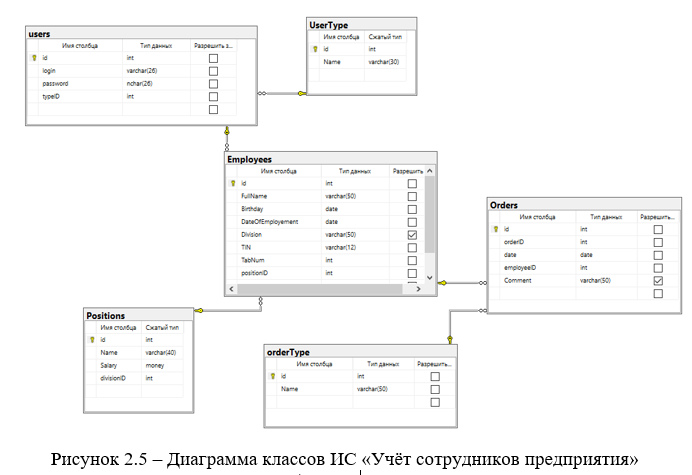 users
Имя столбца Тип данных Разрешить з...
id int
login varchar(26)
password nchar(26)
typeID int
UserType
Имя столбца Сжатый тип
id int
Name varchar(30)
Employees
Имя столбца Тип данных Разрешить
id int
FullName varchar(50)
Birthday date
DateOfEmployement date
Division varchar(50)
TIN varchar(12)
TabNum int
positionID int
Orders
Имя столбца Тип данных Разрешить...
id int
orderID int
date date
employeeID int
Comment varchar(50)
Positions
Имя столбца Сжатый тип
id int
Name varchar(40)
Salary money
divisionID int
orderType
Имя столбца Тип данных Разрешить...
id int
Name varchar(50)
Рисунок 2.5 – Диаграмма классов ИС «Учёт сотрудников предприятия»